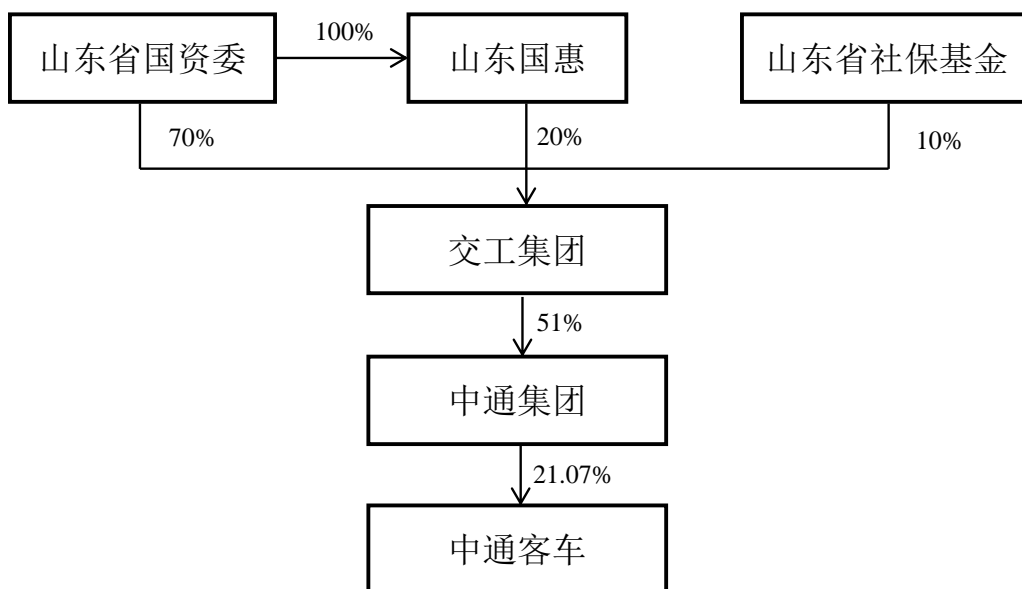 山东省国资委
100%
山东国惠
山东省社保基金
70%
20%
10%
交工集团
51%
中通集团
21.07%
中通客车